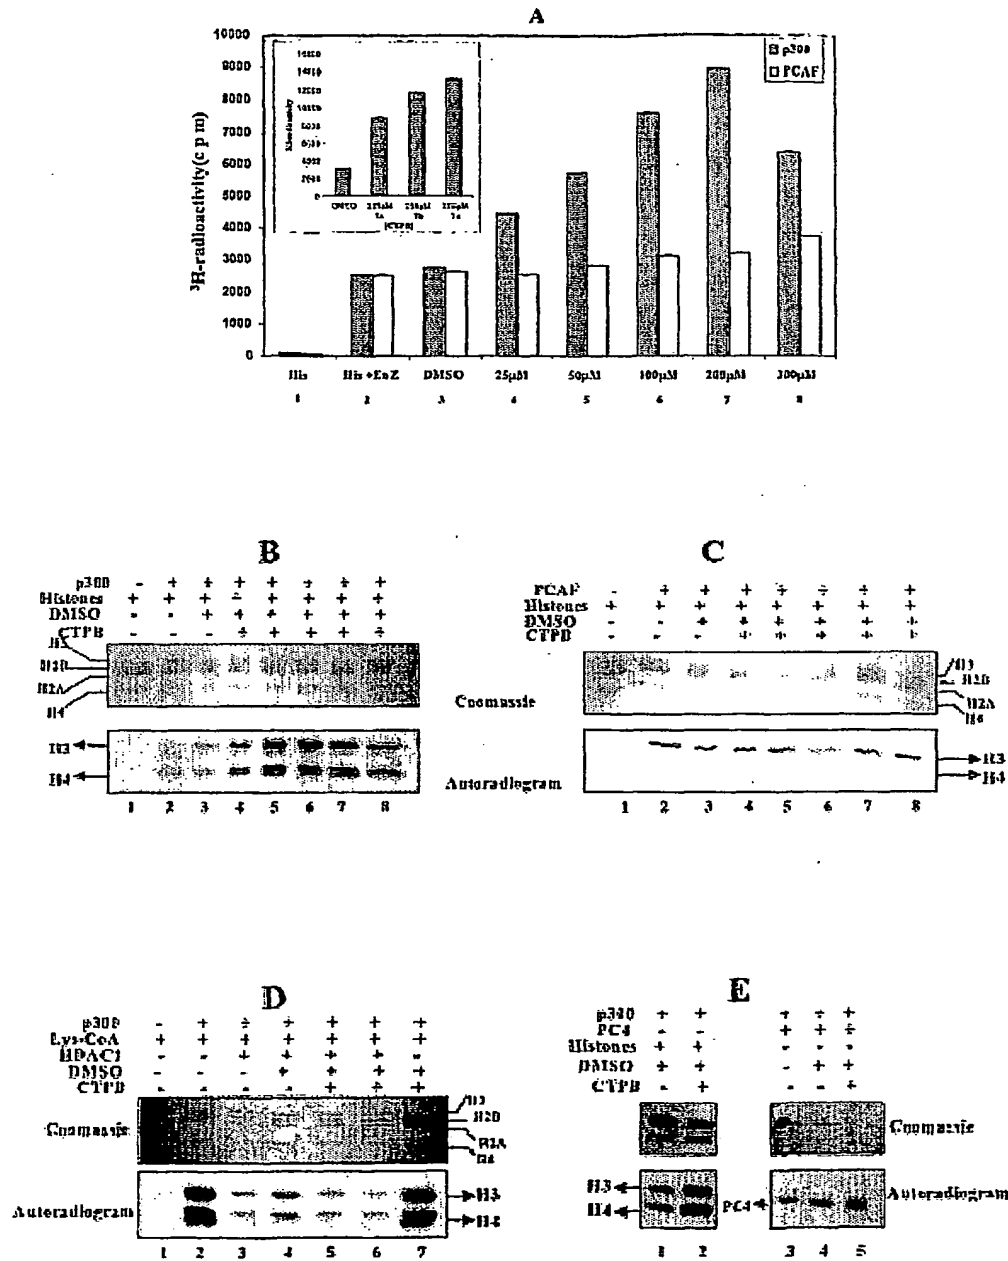 A
10000
9000
8000
7000
6000
5000
4000
3000
2000
1000
0
³H-radioactivity(c p m)
p300
PCAF
DMSO
[CTPB]
His His +EnZ DMSO 25µM 50µM 100µM 200µM 300µM
1 2 3 4 5 6 7 8
B
p300 - + + + + + + +
Histones
DMSO - - + + + + + +
CTPB - - - + + + + +
H2B
H2A
H4
Coomassie
H3
H4
Autoradiogram
1 2 3 4 5 6 7 8
C
PCAF - + + + + + + +
Histones + + + + + + + +
DMSO - - + + + + + +
CTPB - - - + + + + +
H3
H2B
H2A
H4
H3
H4
1 2 3 4 5 6 7 8
D
p300 - + + + + + +
Lys-CoA + + + + + + +
HDAC1 - - + + + + -
DMSO - - - + + + +
CTPB - - - - + + +
Coomassie
H3
H2B
H2A
H4
Autoradiogram
H3
H4
1 2 3 4 5 6 7
E
p300 + + + + +
PC4 - - + + +
Histones + + - - -
DMSO + + - + +
CTPB - + - - +
Coomassie
H3
H4
PC4
Autoradiogram
1 2 3 4 5